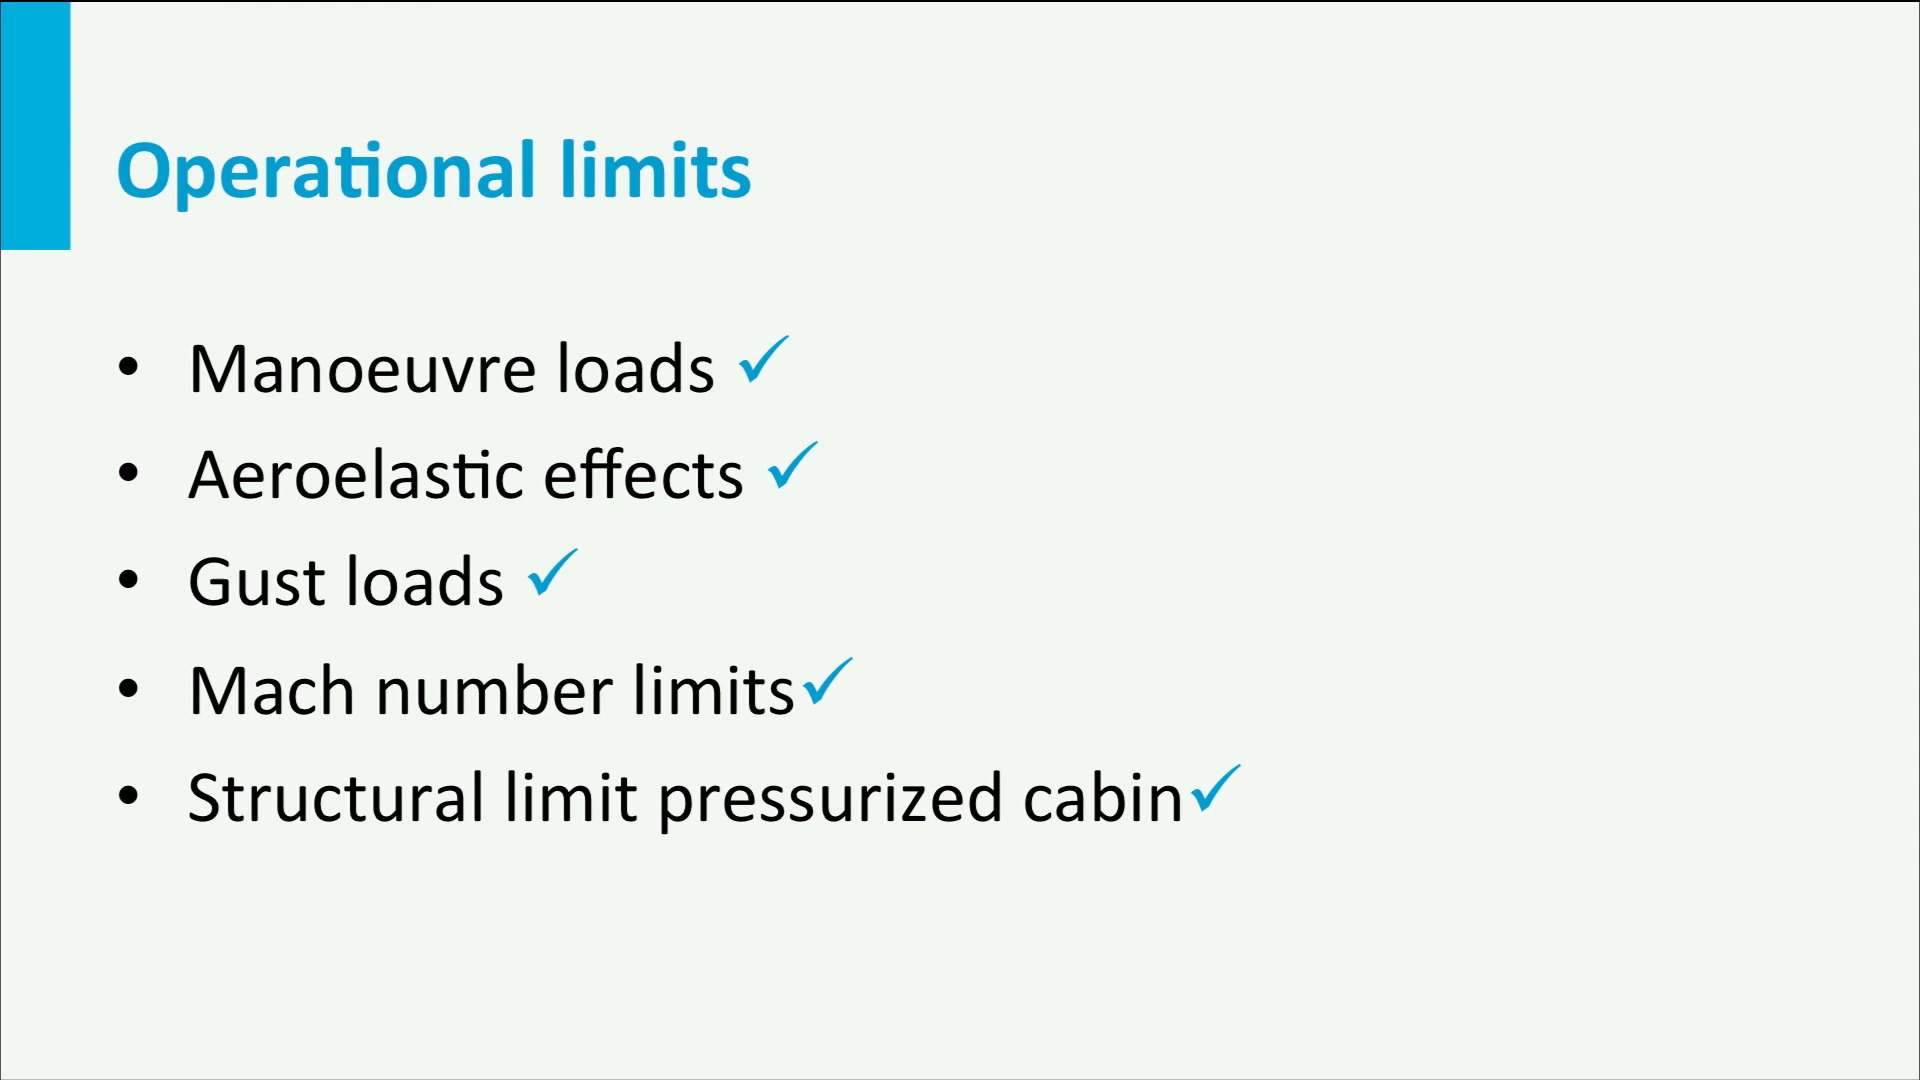 Operational limits
• Manoeuvre loads ✓
• Aeroelastic effects ✓
• Gust loads ✓
• Mach number limits✓
• Structural limit pressurized cabin✓